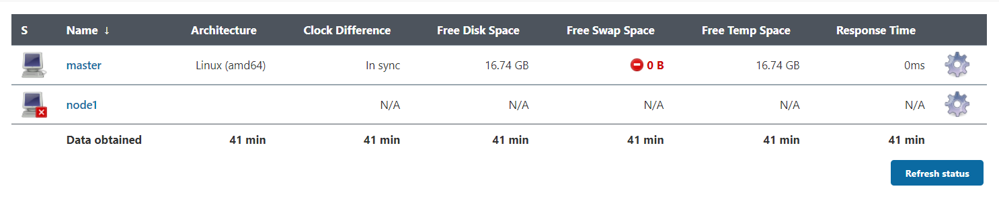 S Name ↓ Architecture Clock Difference Free Disk Space Free Swap Space Free Temp Space Response Time
master Linux (amd64) In sync 16.74 GB 0 B 16.74 GB 0ms
node1 N/A N/A N/A N/A N/A
Data obtained 41 min 41 min 41 min 41 min 41 min 41 min
Refresh status